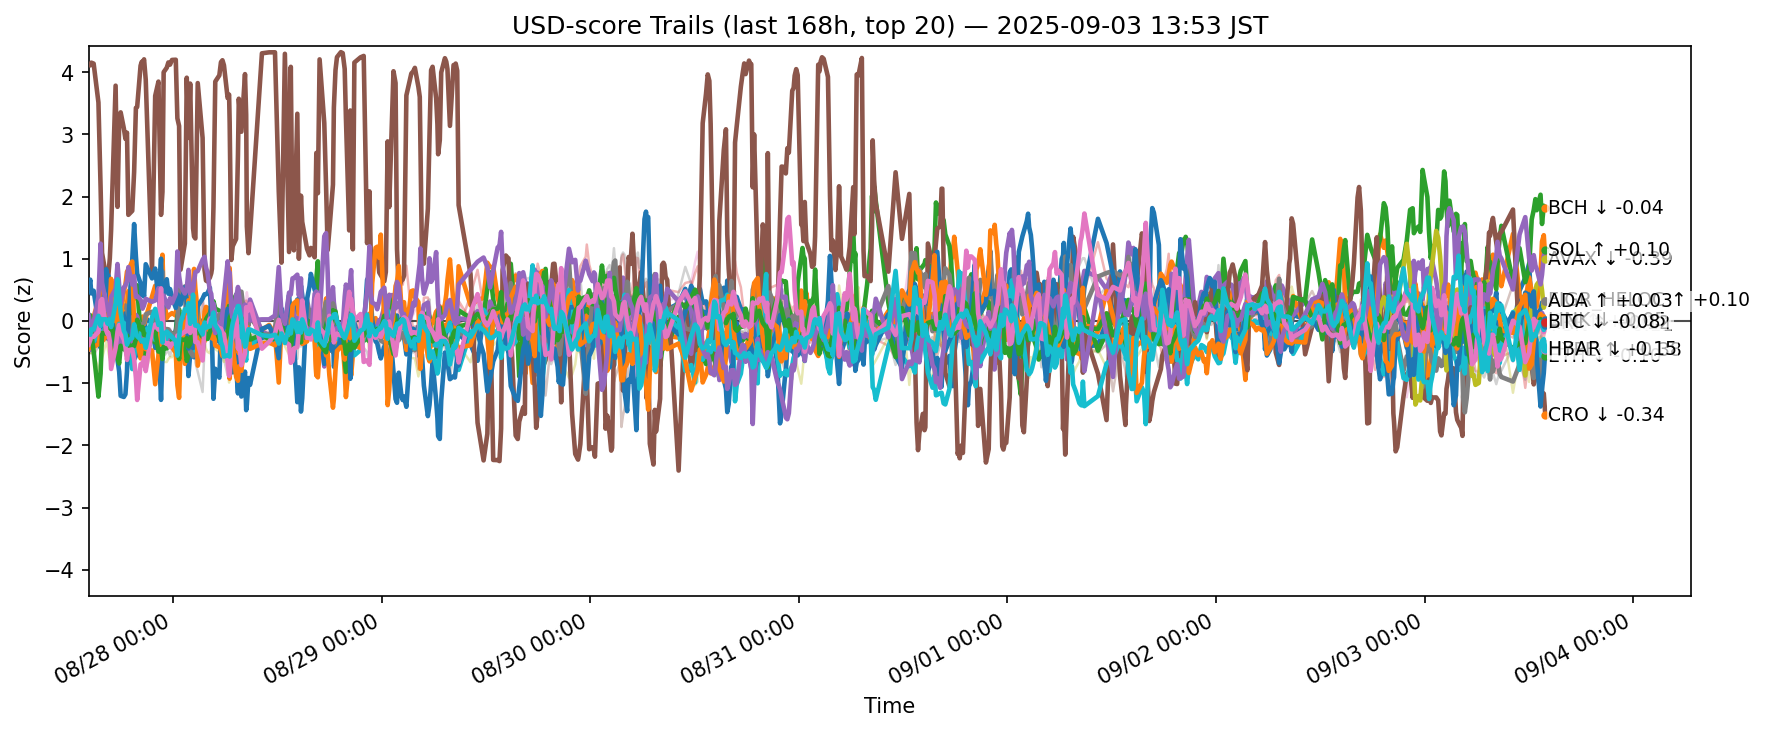 USD-score Trails (last 168h, top 20) — 2025-09-03 13:53 JST
Score (z)
4
3
2
1
0
−1
−2
−3
−4
BCH ↓ -0.04
SOL ↑ +0.10
AVAX ↓ -0.39
ADA ↑ +0.03
↑ +0.10
BTC ↓ -0.08
HBAR ↓ -0.15
CRO ↓ -0.34
08/28 00:00
08/29 00:00
08/30 00:00
08/31 00:00
09/01 00:00
09/02 00:00
09/03 00:00
09/04 00:00
Time